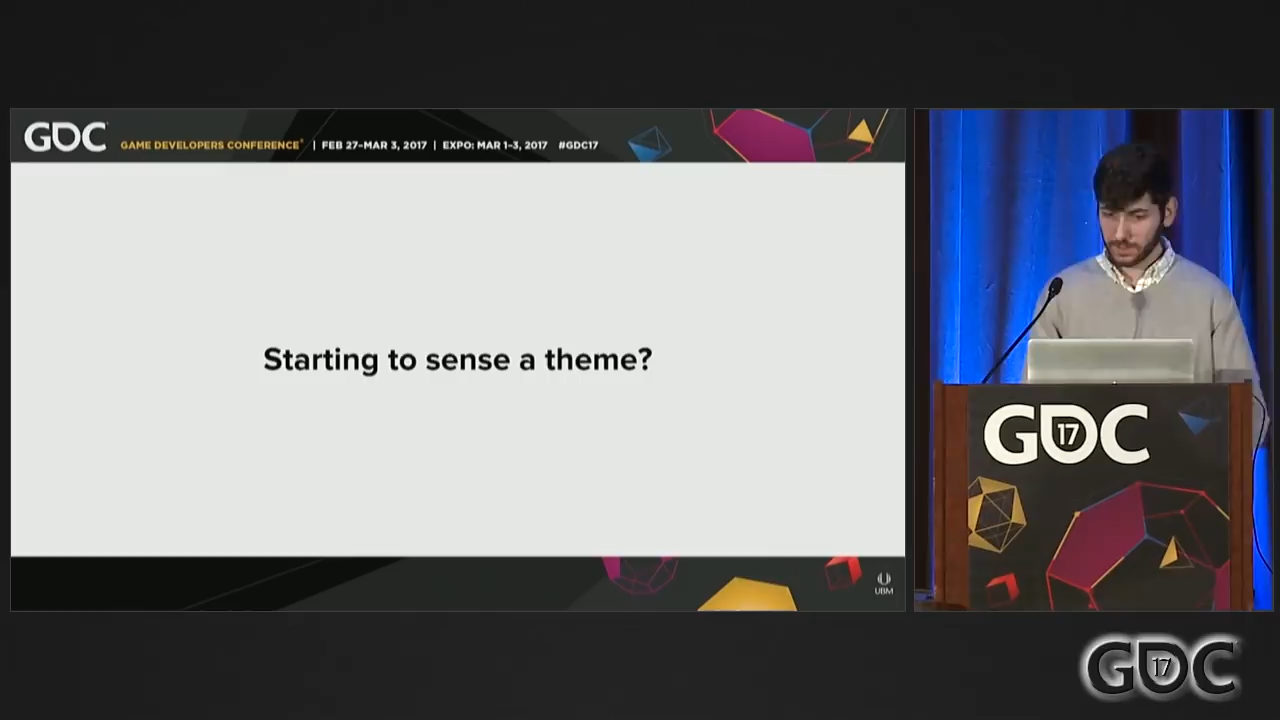 GDC
GAME DEVELOPERS CONFERENCE® | FEB 27–MAR 3, 2017 | EXPO: MAR 1–3, 2017 #GDC17
Starting to sense a theme?
UBM
GDC
17
GDC
17